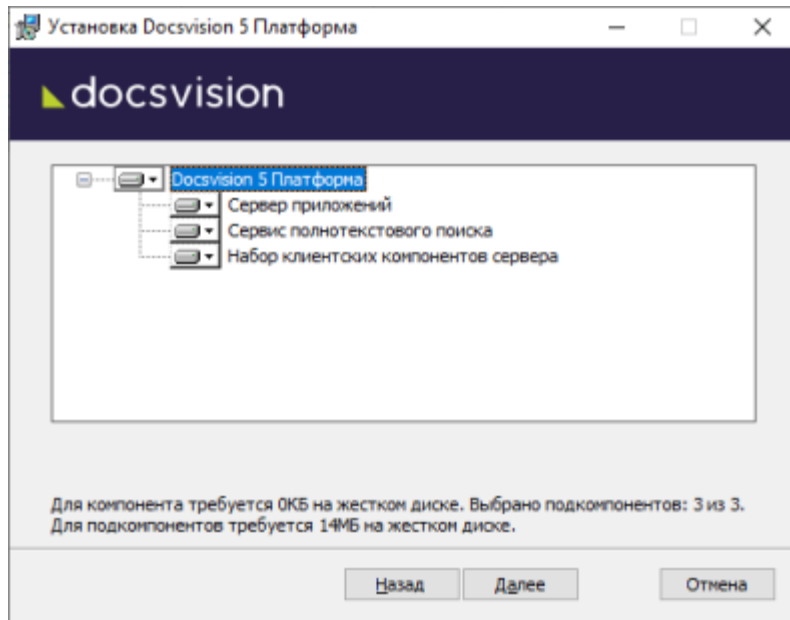 Установка Docsvision 5 Платформа
docsvision
Docsvision 5 Платформа
Сервер приложений
Сервис полнотекстового поиска
Набор клиентских компонентов сервера
Для компонента требуется 0КБ на жестком диске. Выбрано подкомпонентов: 3 из 3.
Для подкомпонентов требуется 14МБ на жестком диске.
Назад Далее Отмена